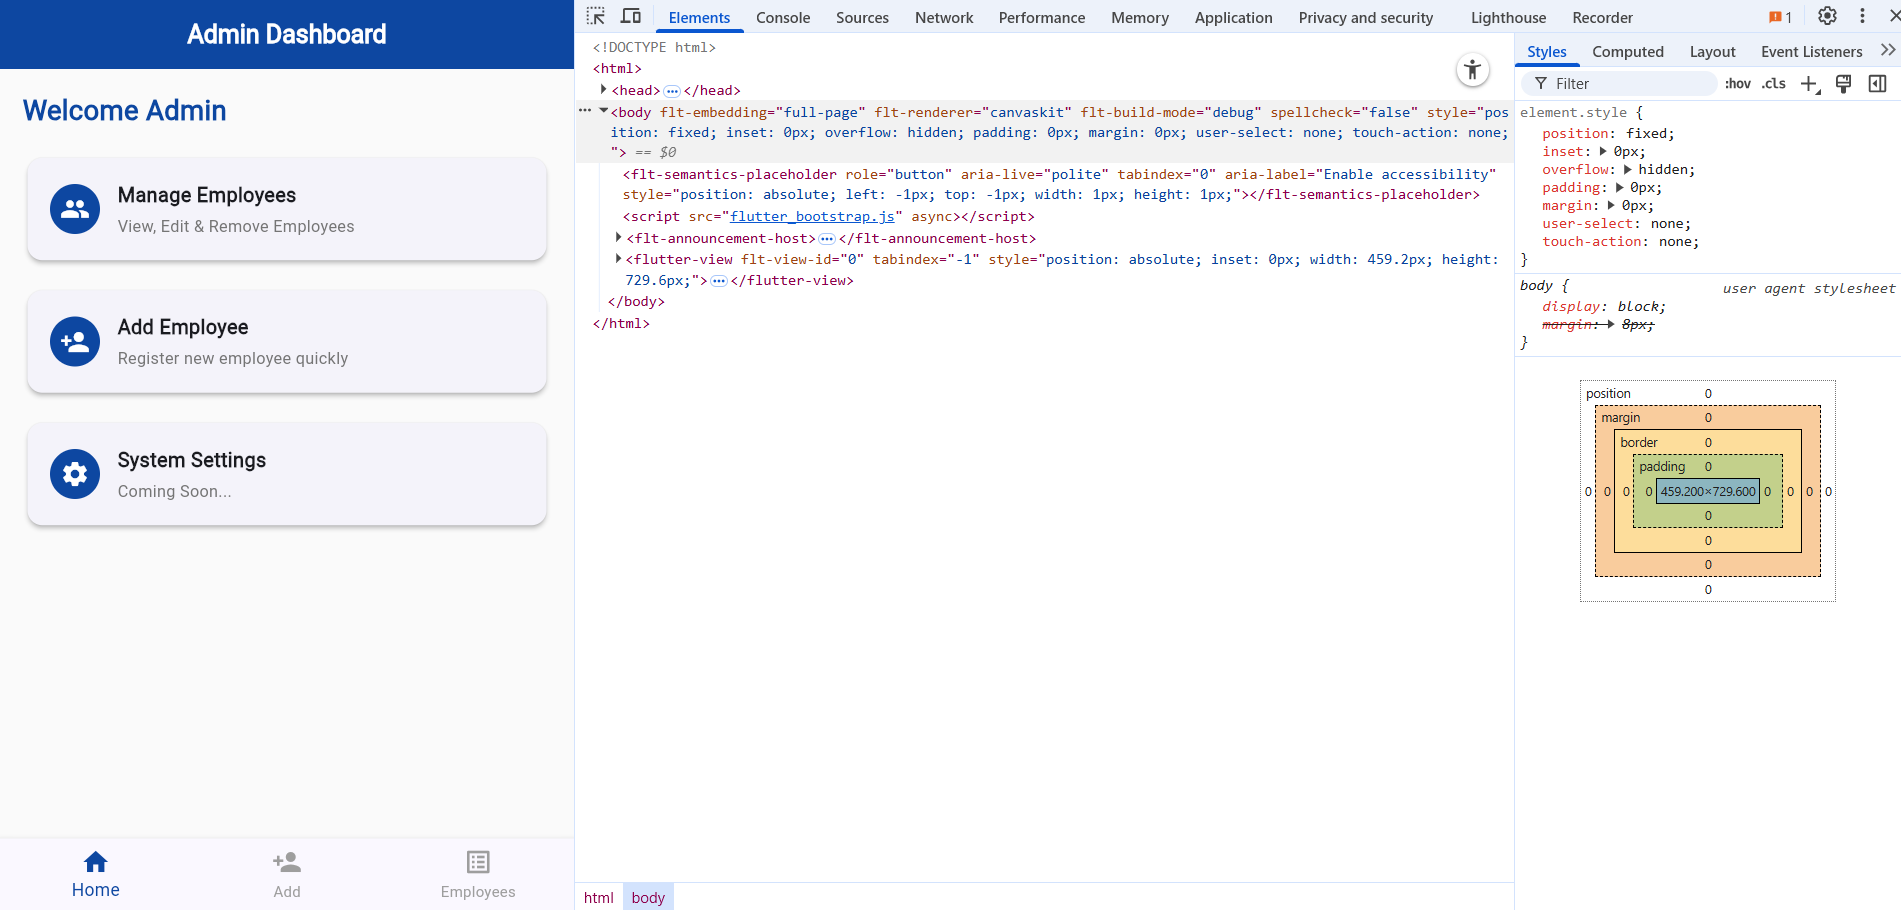 Admin Dashboard
Welcome Admin
Manage Employees
View, Edit & Remove Employees
Add Employee
Register new employee quickly
System Settings
Coming Soon...
Home
Add
Employees
Elements Console Sources Network Performance Memory Application Privacy and security Lighthouse Recorder 1
<!DOCTYPE html>
<html>
<head> ••• </head>
••• <body flt-embedding="full-page" flt-renderer="canvaskit" flt-build-mode="debug" spellcheck="false" style="pos
ition: fixed; inset: 0px; overflow: hidden; padding: 0px; margin: 0px; user-select: none; touch-action: none;
"> == $0
<flt-semantics-placeholder role="button" aria-live="polite" tabindex="0" aria-label="Enable accessibility"
style="position: absolute; left: -1px; top: -1px; width: 1px; height: 1px;"></flt-semantics-placeholder>
<script src="flutter_bootstrap.js" async></script>
<flt-announcement-host> ••• </flt-announcement-host>
<flutter-view flt-view-id="0" tabindex="-1" style="position: absolute; inset: 0px; width: 459.2px; height:
729.6px;"> ••• </flutter-view>
</body>
</html>
html body
Styles Computed Layout Event Listeners
Filter :hov .cls
element.style {
position: fixed;
inset: 0px;
overflow: hidden;
padding: 0px;
margin: 0px;
user-select: none;
touch-action: none;
}
body { user agent stylesheet
display: block;
margin: 8px;
}
position 0
margin 0
border 0
padding 0
0 0 0 0 459.200×729.600 0 0 0 0
0
0
0
0